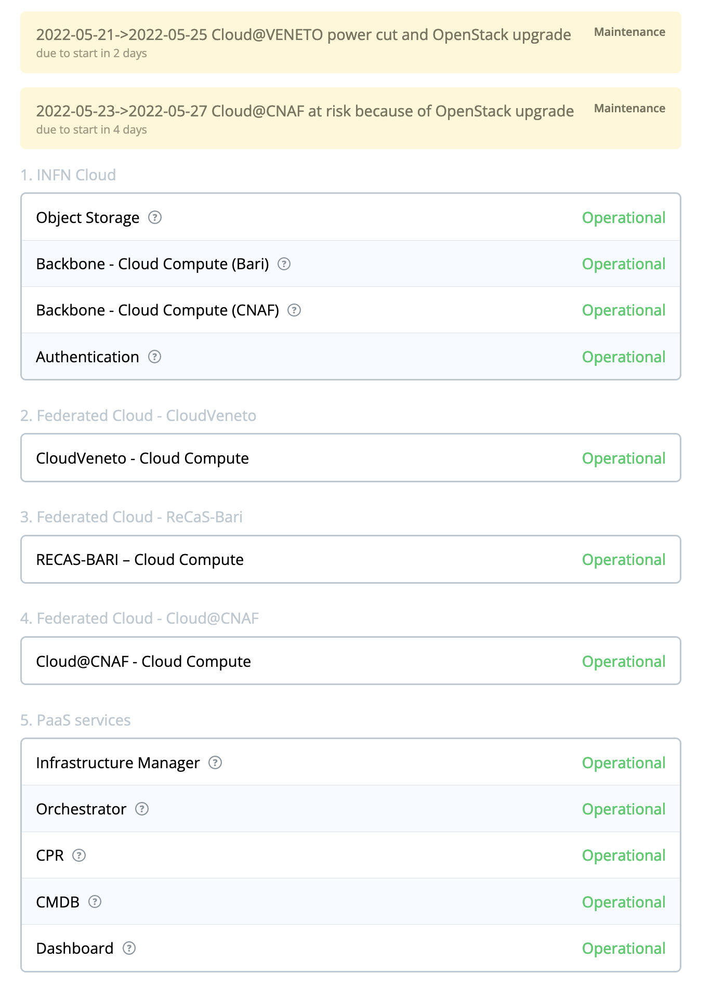 2022-05-21->2022-05-25 Cloud@VENETO power cut and OpenStack upgrade Maintenance
due to start in 2 days
2022-05-23->2022-05-27 Cloud@CNAF at risk because of OpenStack upgrade Maintenance
due to start in 4 days
1. INFN Cloud
Object Storage ? Operational
Backbone - Cloud Compute (Bari) ? Operational
Backbone - Cloud Compute (CNAF) ? Operational
Authentication ? Operational
2. Federated Cloud - CloudVeneto
CloudVeneto - Cloud Compute Operational
3. Federated Cloud - ReCaS-Bari
RECAS-BARI – Cloud Compute Operational
4. Federated Cloud - Cloud@CNAF
Cloud@CNAF - Cloud Compute Operational
5. PaaS services
Infrastructure Manager ? Operational
Orchestrator ? Operational
CPR ? Operational
CMDB ? Operational
Dashboard ? Operational